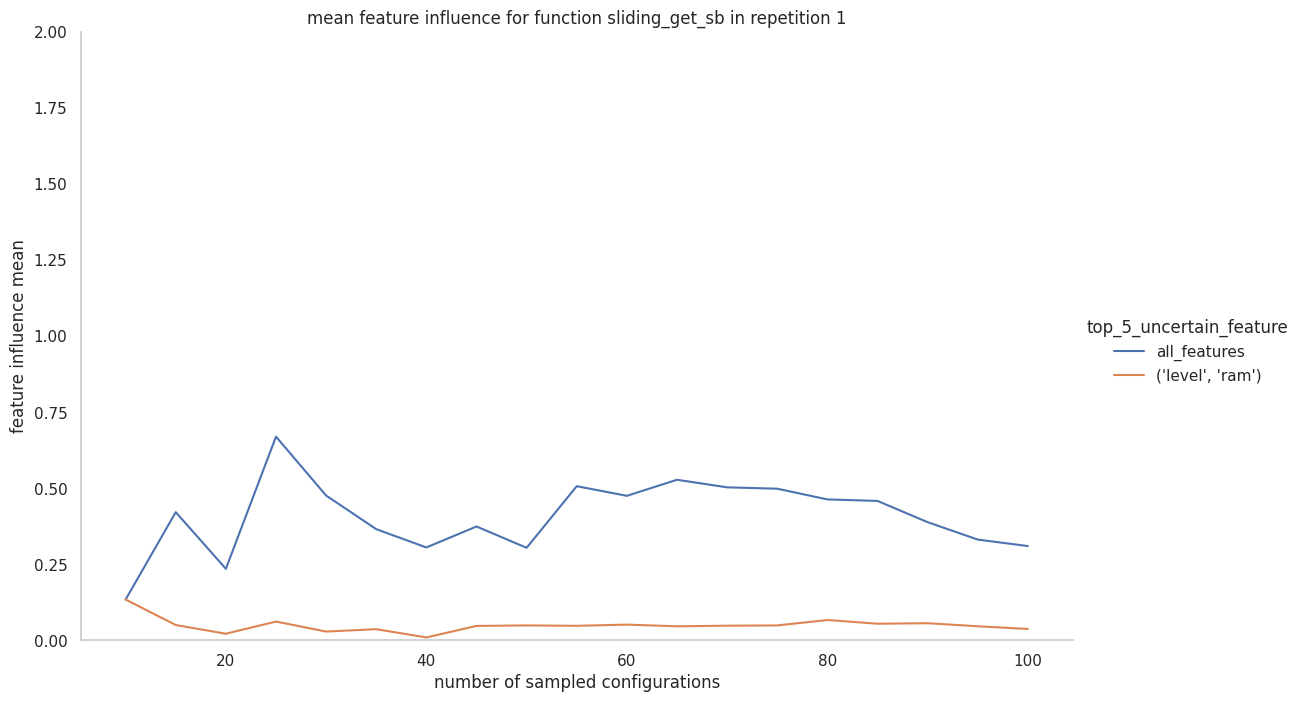 mean feature influence for function sliding_get_sb in repetition 1
2.00
1.75
1.50
1.25
1.00
0.75
0.50
0.25
0.00
feature influence mean
20 40 60 80 100
number of sampled configurations
top_5_uncertain_feature
all_features
('level', 'ram')